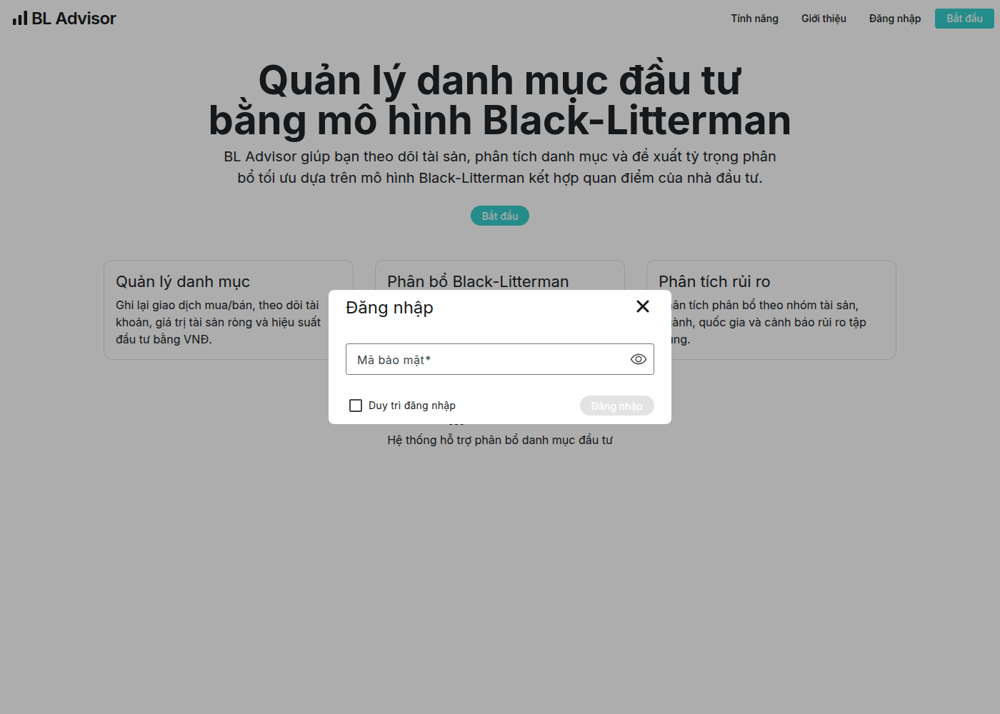 BL Advisor
Tính năng
Giới thiệu
Đăng nhập
Bắt đầu
Quản lý danh mục đầu tư
bằng mô hình Black-Litterman
BL Advisor giúp bạn theo dõi tài sản, phân tích danh mục và đề xuất tỷ trọng phân
bổ tối ưu dựa trên mô hình Black-Litterman kết hợp quan điểm của nhà đầu tư.
Bắt đầu
Quản lý danh mục
Ghi lại giao dịch mua/bán, theo dõi tài
khoản, giá trị tài sản ròng và hiệu suất
đầu tư bằng VNĐ.
Phân bổ Black-Litterman
Phân tích rủi ro
tích phân bổ theo nhóm tài sản,
quốc gia và cảnh báo rủi ro tập
Đăng nhập
Mã bảo mật*
Duy trì đăng nhập
Đăng nhập
Hệ thống hỗ trợ phân bổ danh mục đầu tư